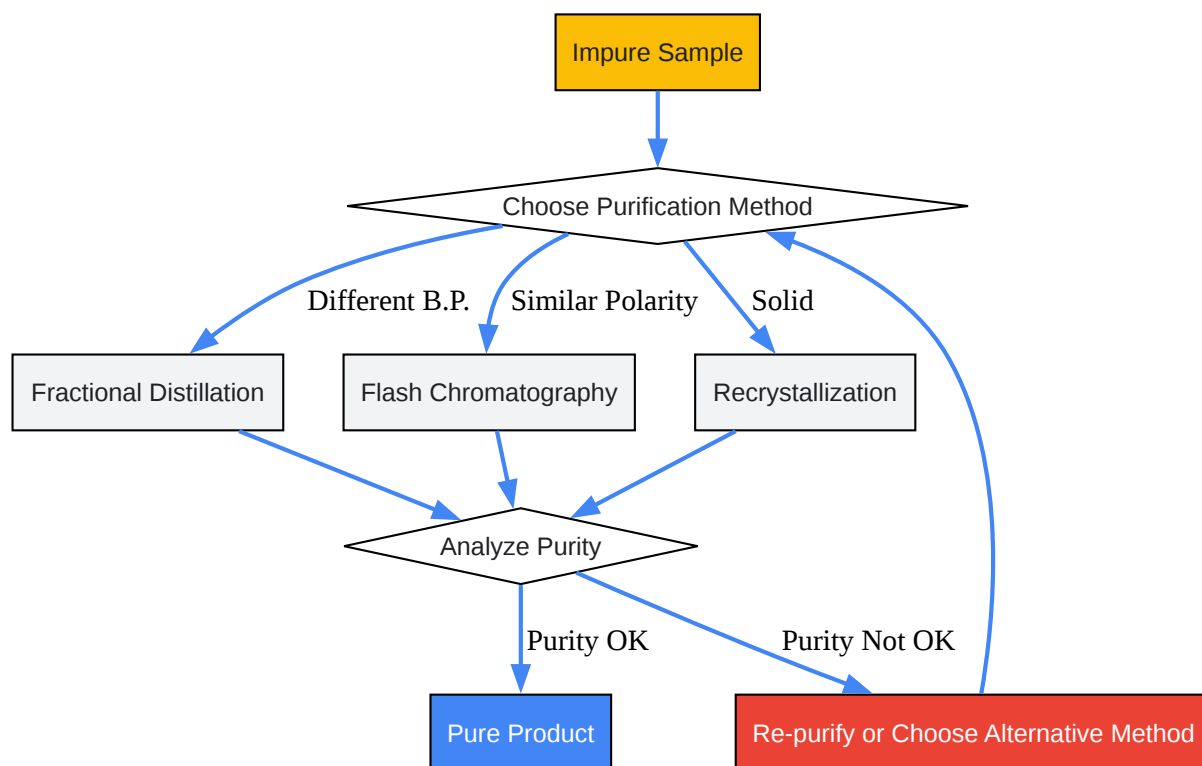 Impure Sample
Choose Purification Method
Different B.P.
Similar Polarity
Solid
Fractional Distillation
Flash Chromatography
Recrystallization
Analyze Purity
Purity OK
Purity Not OK
Pure Product
Re-purify or Choose Alternative Method